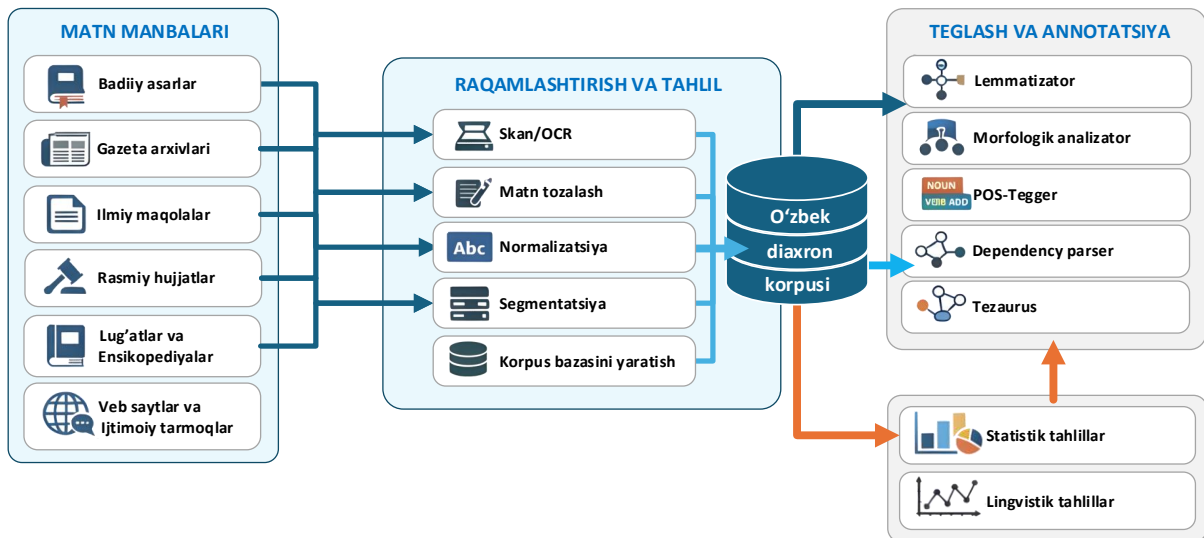 MATN MANBALARI
Badiiy asarlar
Gazeta arxivlari
Ilmiy maqolalar
Rasmiy hujjatlar
Lug’atlar va
Ensikopediyalar
Veb saytlar va
Ijtimoiy tarmoqlar
RAQAMLASHTIRISH VA TAHLIL
Skan/OCR
Matn tozalash
Abc
Normalizatsiya
Segmentatsiya
Korpus bazasini yaratish
O‘zbek
diaxron
korpusi
TEGLASH VA ANNOTATSIYA
Lemmatizator
Morfologik analizator
NOUN
VEJIB ADD
POS-Tegger
Dependency parser
Tezaurus
Statistik tahlillar
Lingvistik tahlillar